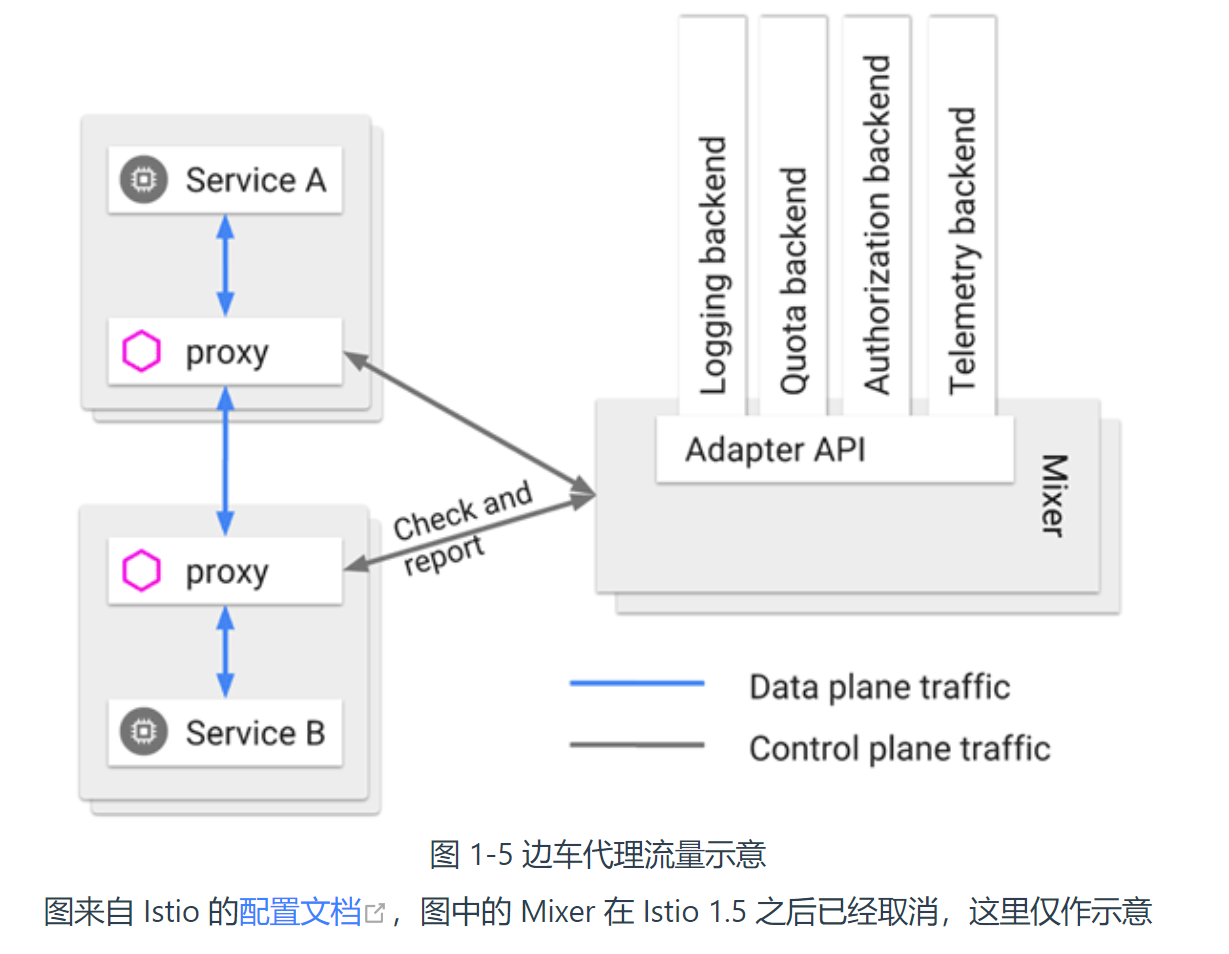 Service A
proxy
proxy
Service B
Check and
report
Logging backend
Quota backend
Authorization backend
Telemetry backend
Adapter API
Mixer
Data plane traffic
Control plane traffic
图 1-5 边车代理流量示意
图来自 Istio 的配置文档，图中的 Mixer 在 Istio 1.5 之后已经取消，这里仅作示意